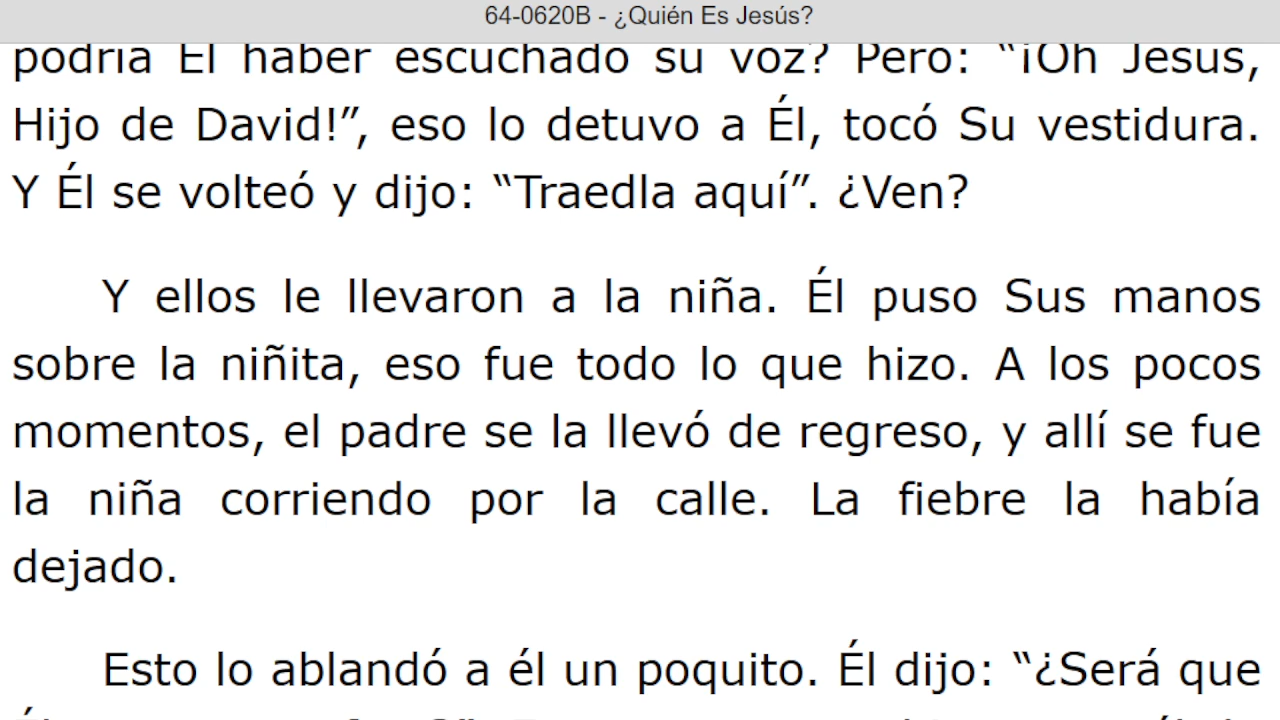 64-0620B - ¿Quién Es Jesús?
podría Él haber escuchado su voz? Pero: “¡Oh Jesús,
Hijo de David!”, eso lo detuvo a Él, tocó Su vestidura.
Y Él se volteó y dijo: “Traedla aquí”. ¿Ven?
Y ellos le llevaron a la niña. Él puso Sus manos
sobre la niñita, eso fue todo lo que hizo. A los pocos
momentos, el padre se la llevó de regreso, y allí se fue
la niña corriendo por la calle. La fiebre la había
dejado.
Esto lo ablandó a él un poquito. Él dijo: “¿Será que